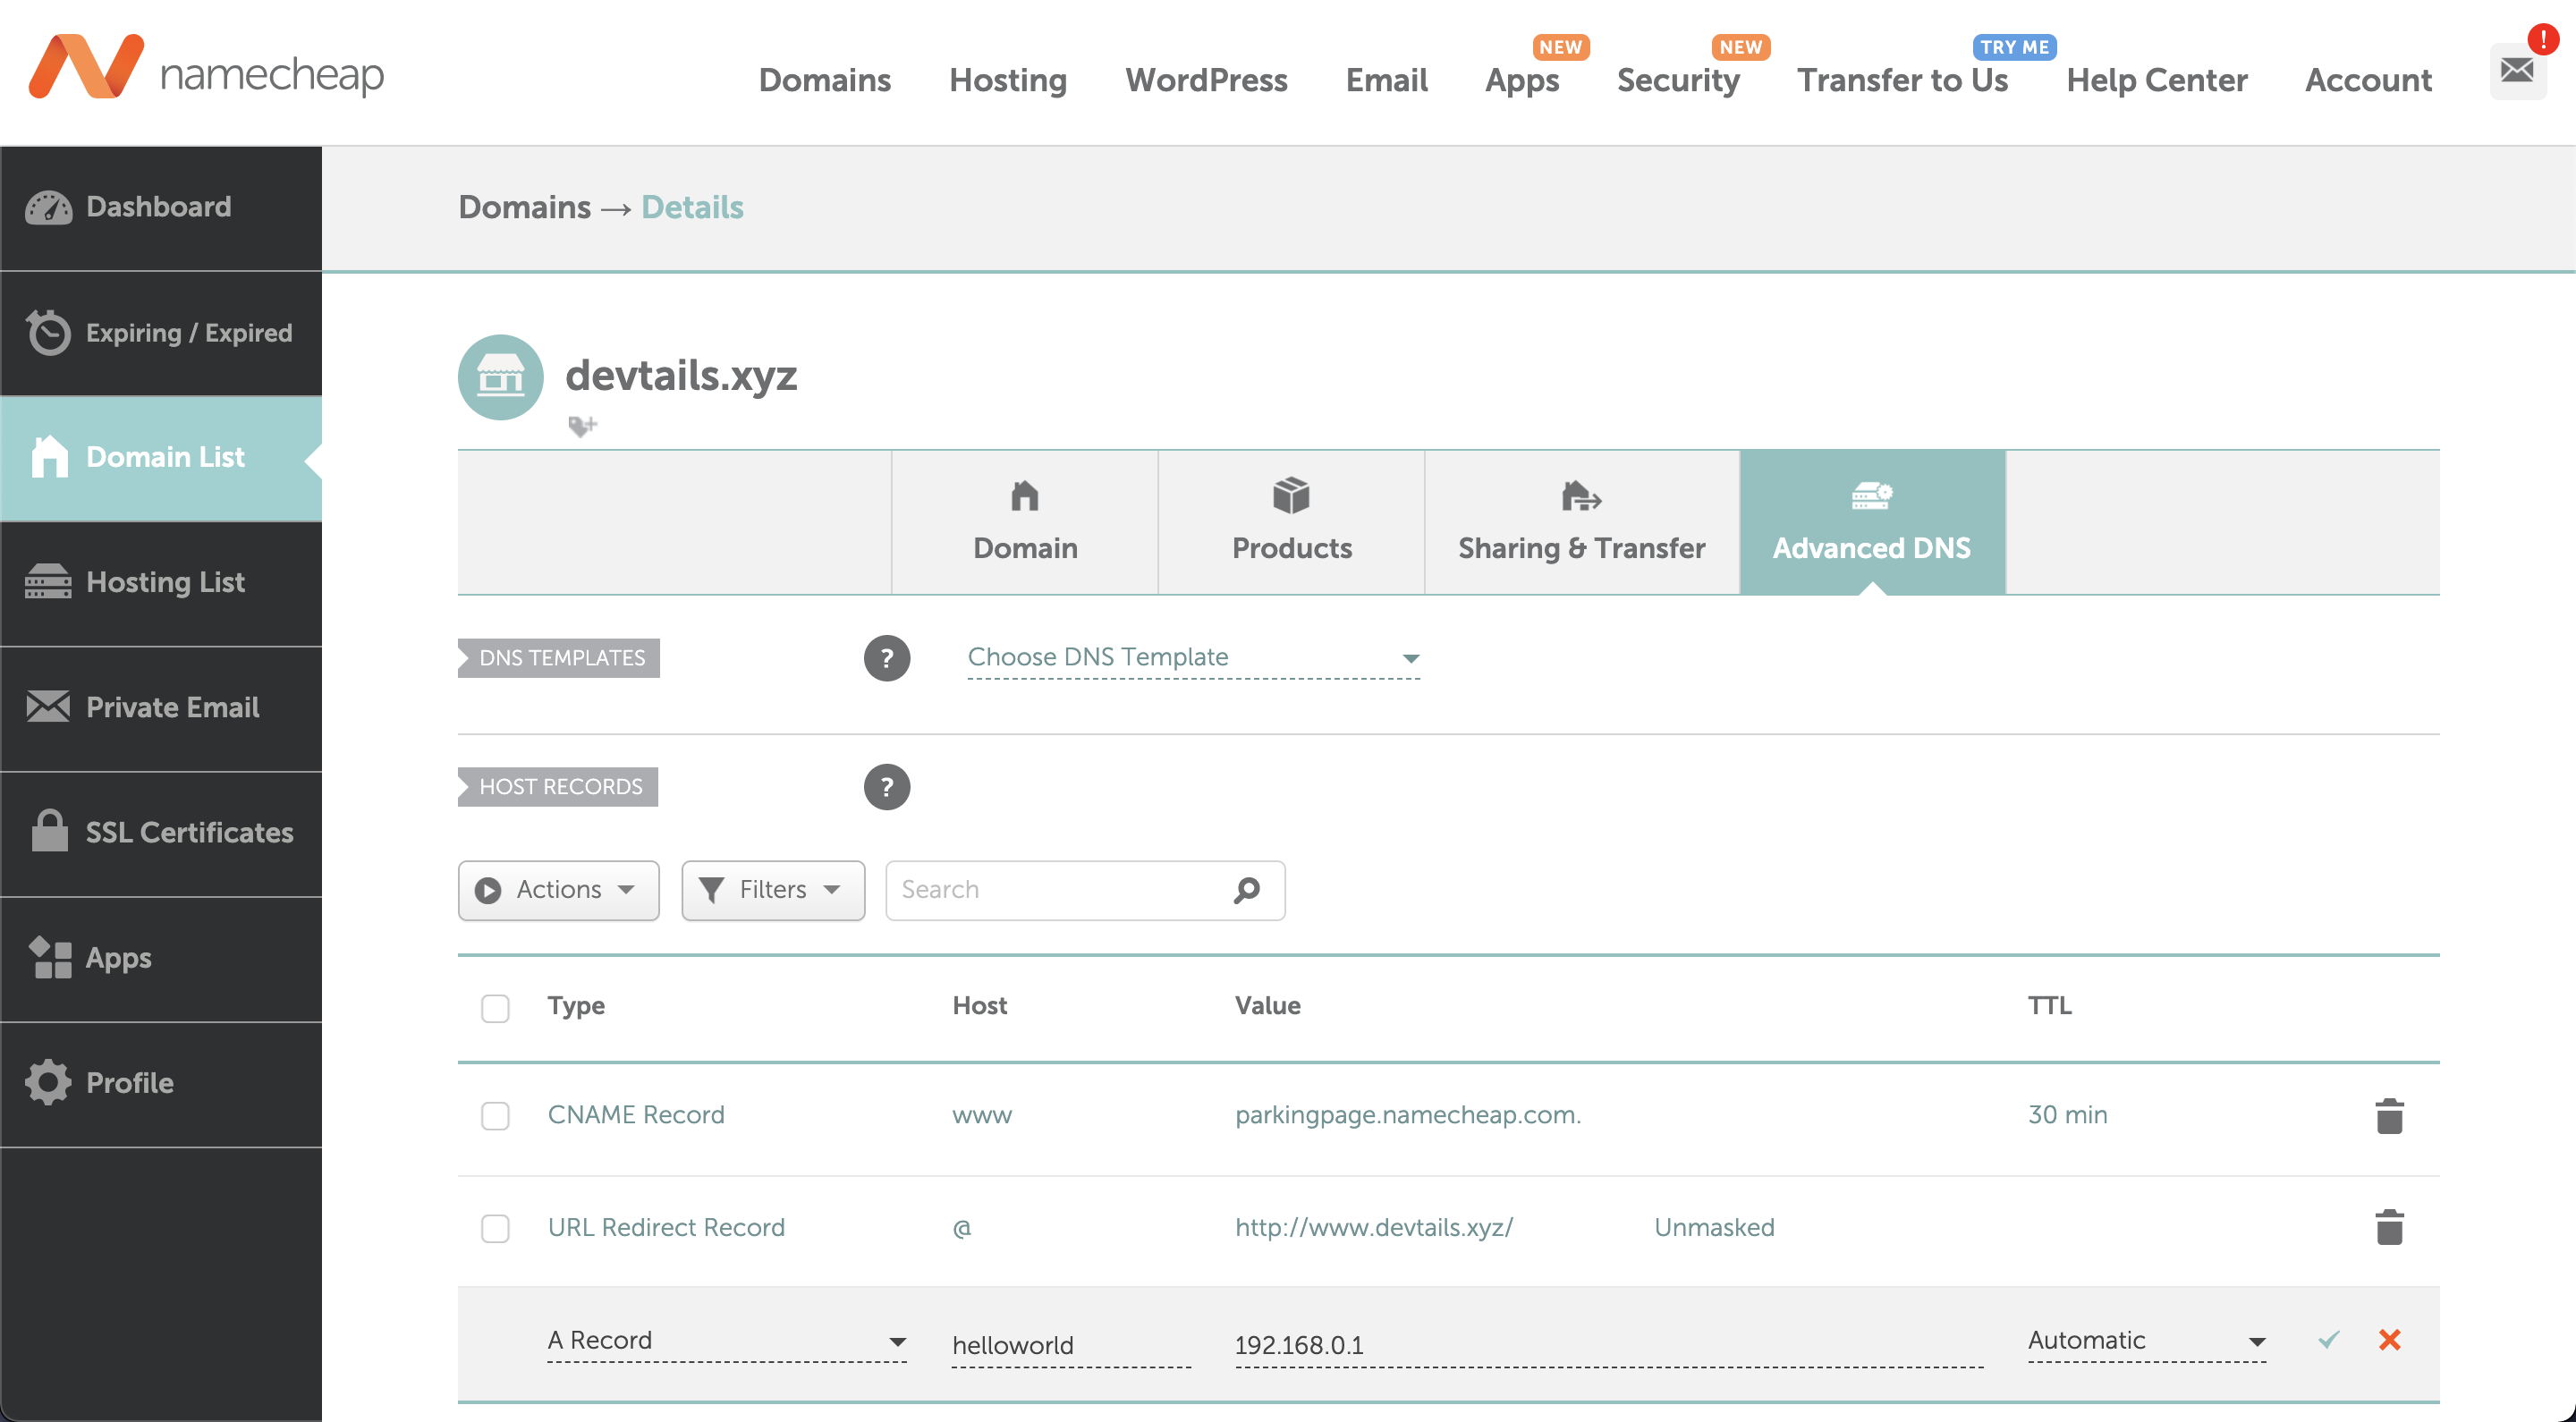 namecheap
NEW NEW TRY ME !
Domains Hosting WordPress Email Apps Security Transfer to Us Help Center Account
Dashboard
Expiring / Expired
Domain List
Hosting List
Private Email
SSL Certificates
Apps
Profile
Domains → Details
devtails.xyz
Domain Products Sharing & Transfer Advanced DNS
DNS TEMPLATES ? Choose DNS Template
HOST RECORDS ?
Actions Filters Search
Type Host Value TTL
CNAME Record www parkingpage.namecheap.com. 30 min
URL Redirect Record @ http://www.devtails.xyz/ Unmasked
A Record helloworld 192.168.0.1 Automatic